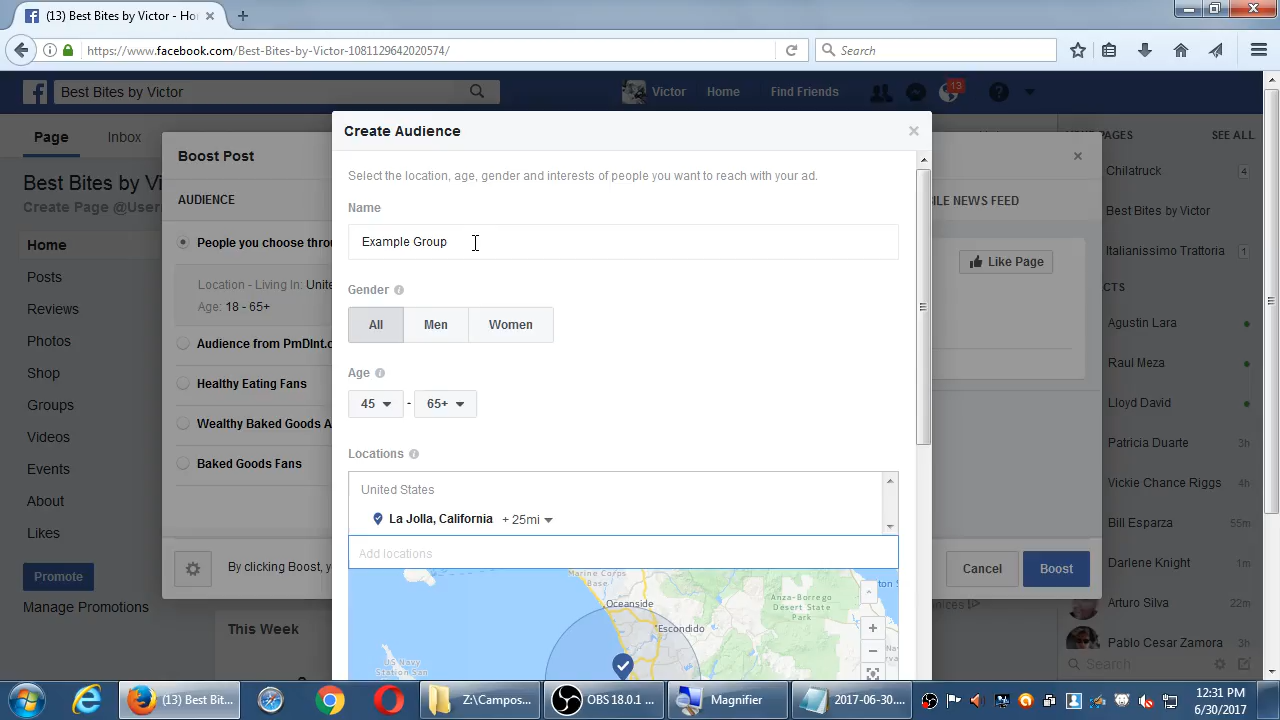 (13) Best Bites by Victor - Ho
https://www.facebook.com/Best-Bites-by-Victor-1081129642020574/
Search
Best Bites by Victor
Victor
Home
Find Friends
13
Page
Inbox
Best Bites by Vi
Create Page @User
Home
Posts
Reviews
Photos
Shop
Groups
Videos
Events
About
Likes
Promote
Manage Promotions
Boost Post
AUDIENCE
People you choose thro
Location - Living In: Unite
Age: 18 - 65+
Audience from PmDInt.c
Healthy Eating Fans
Wealthy Baked Goods A
Baked Goods Fans
By clicking Boost, y
This Week
Create Audience
Select the location, age, gender and interests of people you want to reach with your ad.
Name
Example Group
Gender
All
Men
Women
Age
45
-
65+
Locations
United States
La Jolla, California + 25mi
Add locations
Marine Corps
Base
Oceanside
Escondido
Anza-Borrego
Desert State
Park
US Navy
State San
ton S
BILE NEWS FEED
Like Page
Cancel
Boost
PAGES
SEE ALL
Chilatruck
4
Best Bites by Victor
Italianissimo Trattoria
1
CTS
Agustin Lara
Raul Meza
Lloyd David
Patricia Duarte
3h
Vickie Chance Riggs
4h
Bill Esparza
55m
Darlene Knight
1m
Arturo Silva
22m
Pablo Cesar Zamora
3h
Search
(13) Best Bit...
Z:\Campos...
OBS 18.0.1 ...
Magnifier
2017-06-30....
12:31 PM
6/30/2017